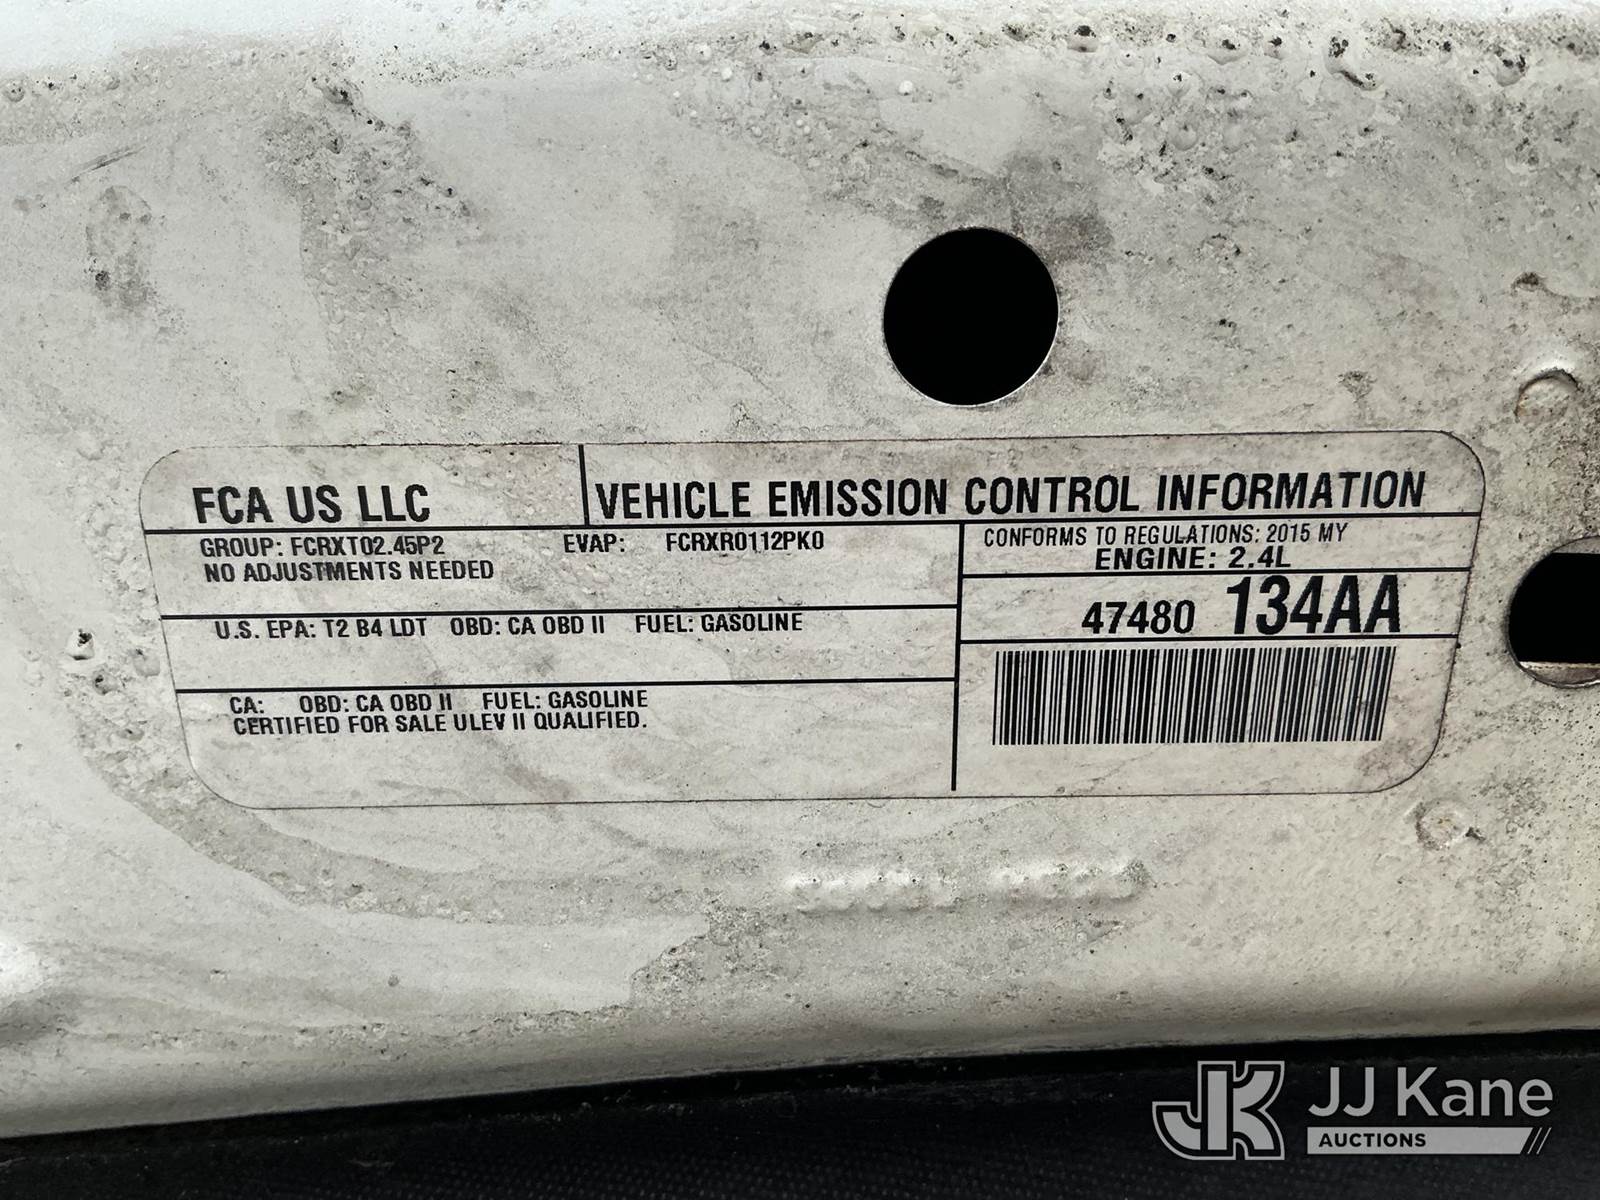 FCA US LLC
VEHICLE EMISSION CONTROL INFORMATION
GROUP: FCRXT02.45P2 EVAP: FCRXR0112PK0
NO ADJUSTMENTS NEEDED
U.S. EPA: T2 B4 LDT OBD: CA OBD II FUEL: GASOLINE
CA: OBD: CA OBD II FUEL: GASOLINE
CERTIFIED FOR SALE ULEV II QUALIFIED.
CONFORMS TO REGULATIONS: 2015 MY
ENGINE: 2.4L
47480 134AA
JK JJ Kane
AUCTIONS